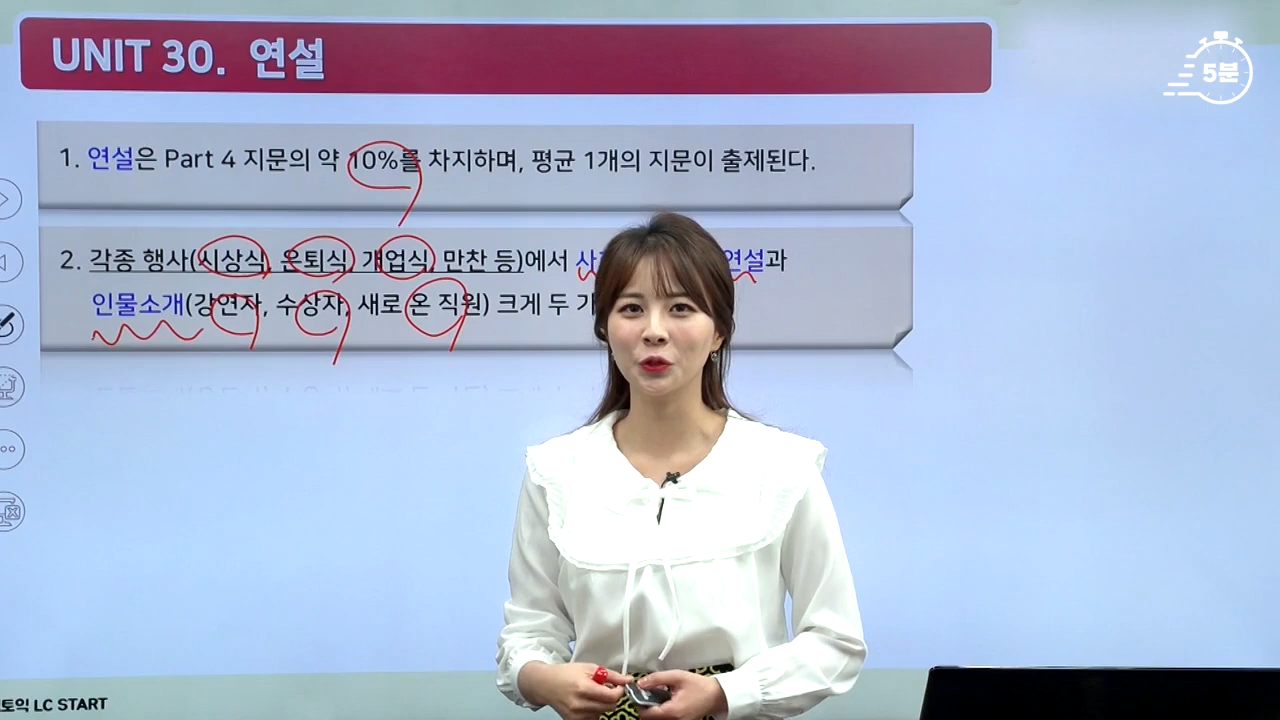 UNIT 30. 연설
5분
1. 연설은 Part 4 지문의 약 10%를 차지하며, 평균 1개의 지문이 출제된다.
2. 각종 행사(시상식, 은퇴식, 개업식, 만찬 등)에서 연설과
인물소개(강연자, 수상자, 새로 온 직원) 크게 두
토익 LC START